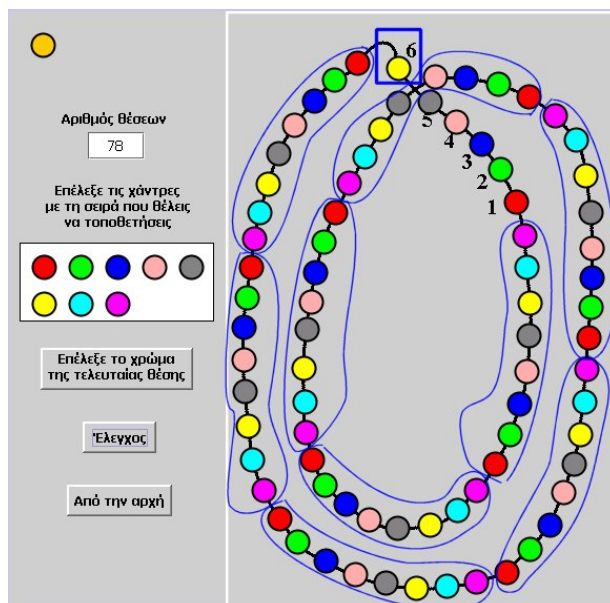 Αριθμός θέσεων
78
Επέλεξε τις χάντρες
με τη σειρά που θέλεις
να τοποθετήσεις
Επέλεξε το χρώμα
της τελευταίας θέσης
Έλεγχος
Από την αρχή
6
5
4
3
2
1